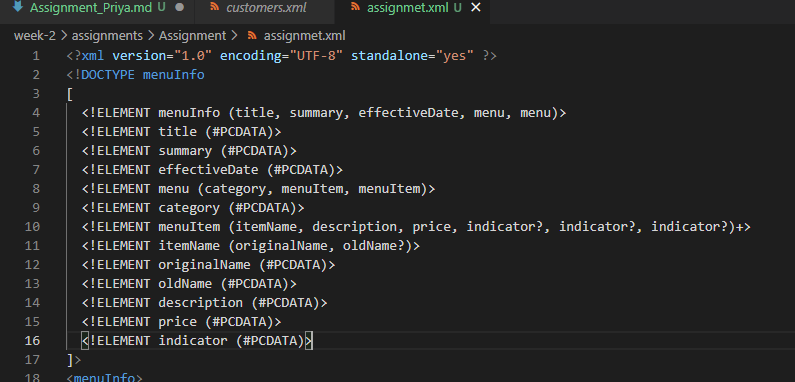 Assignment_Priya.md U customers.xml assignmet.xml U
week-2 > assignments > Assignment > assignmet.xml
1 <?xml version="1.0" encoding="UTF-8" standalone="yes" ?>
2 <!DOCTYPE menuInfo
3 [
4 <!ELEMENT menuInfo (title, summary, effectiveDate, menu, menu)>
5 <!ELEMENT title (#PCDATA)>
6 <!ELEMENT summary (#PCDATA)>
7 <!ELEMENT effectiveDate (#PCDATA)>
8 <!ELEMENT menu (category, menuItem, menuItem)>
9 <!ELEMENT category (#PCDATA)>
10 <!ELEMENT menuItem (itemName, description, price, indicator?, indicator?, indicator?)+>
11 <!ELEMENT itemName (originalName, oldName?)>
12 <!ELEMENT originalName (#PCDATA)>
13 <!ELEMENT oldName (#PCDATA)>
14 <!ELEMENT description (#PCDATA)>
15 <!ELEMENT price (#PCDATA)>
16 <!ELEMENT indicator (#PCDATA)>
17 ]>
18 <menuInfo>